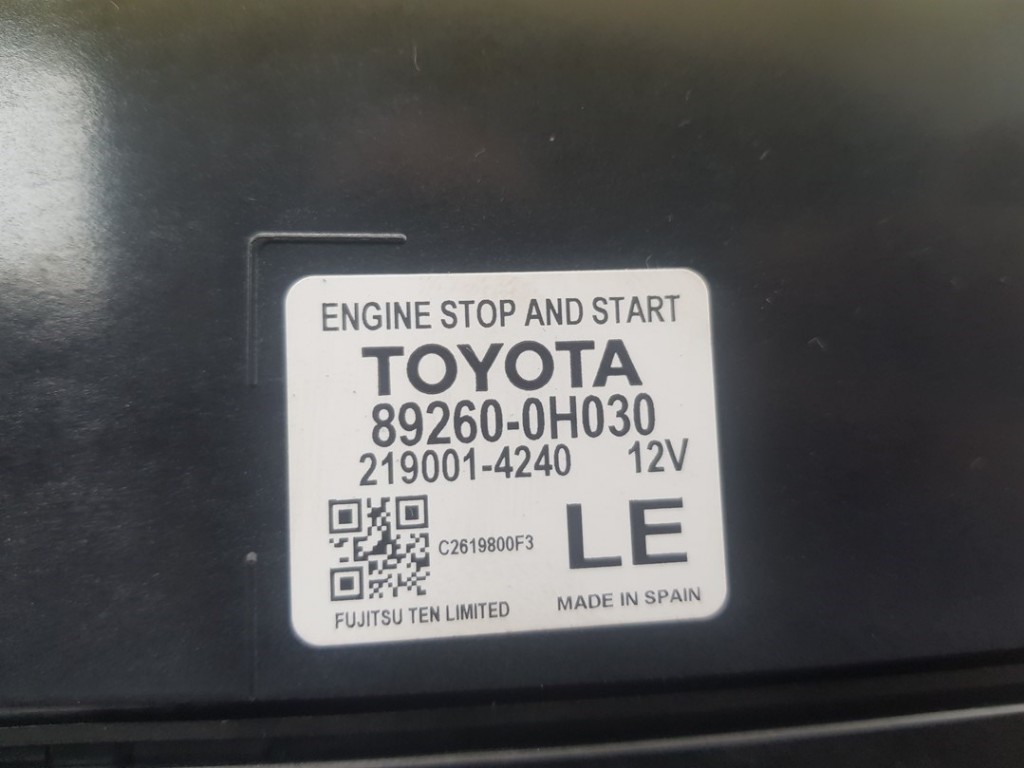 ENGINE STOP AND START
TOYOTA
89260-0H030
219001-4240 12V
C2619800F3
LE
FUJITSU TEN LIMITED
MADE IN SPAIN